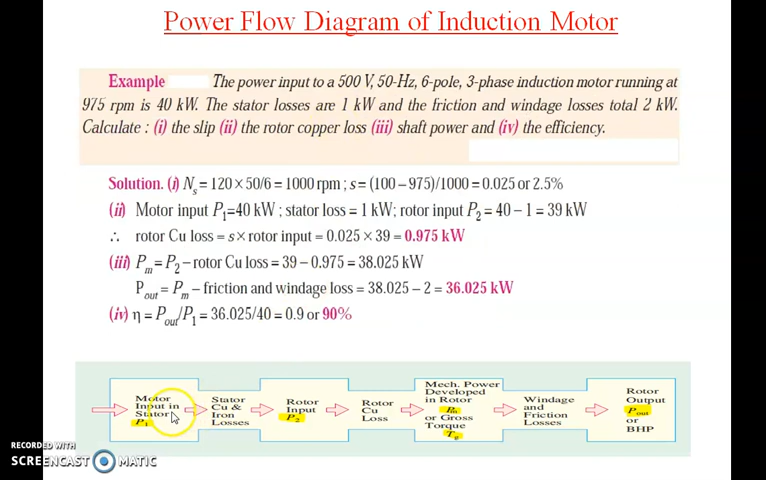 Power Flow Diagram of Induction Motor
Example The power input to a 500 V, 50-Hz, 6-pole, 3-phase induction motor running at
975 rpm is 40 kW. The stator losses are 1 kW and the friction and windage losses total 2 kW.
Calculate : (i) the slip (ii) the rotor copper loss (iii) shaft power and (iv) the efficiency.
Solution. (i) Ns = 120 × 50/6 = 1000 rpm ; s = (100 – 975)/1000 = 0.025 or 2.5%
(ii) Motor input P1=40 kW ; stator loss = 1 kW; rotor input P2 = 40 – 1 = 39 kW
∴ rotor Cu loss = s × rotor input = 0.025 × 39 = 0.975 kW
(iii) Pm = P2 – rotor Cu loss = 39 – 0.975 = 38.025 kW
Pout = Pm – friction and windage loss = 38.025 – 2 = 36.025 kW
(iv) η = Pout/P1 = 36.025/40 = 0.9 or 90%
Motor
Input in
Stator
P1
Stator
Cu &
Iron
Losses
Rotor
Input
P2
Rotor
Cu
Loss
Mech. Power
Developed
in Rotor
Pm
or Gross
Torque
Tg
Windage
and
Friction
Losses
Rotor
Output
Pout
or
BHP
RECORDED WITH
SCREENCAST MATIC